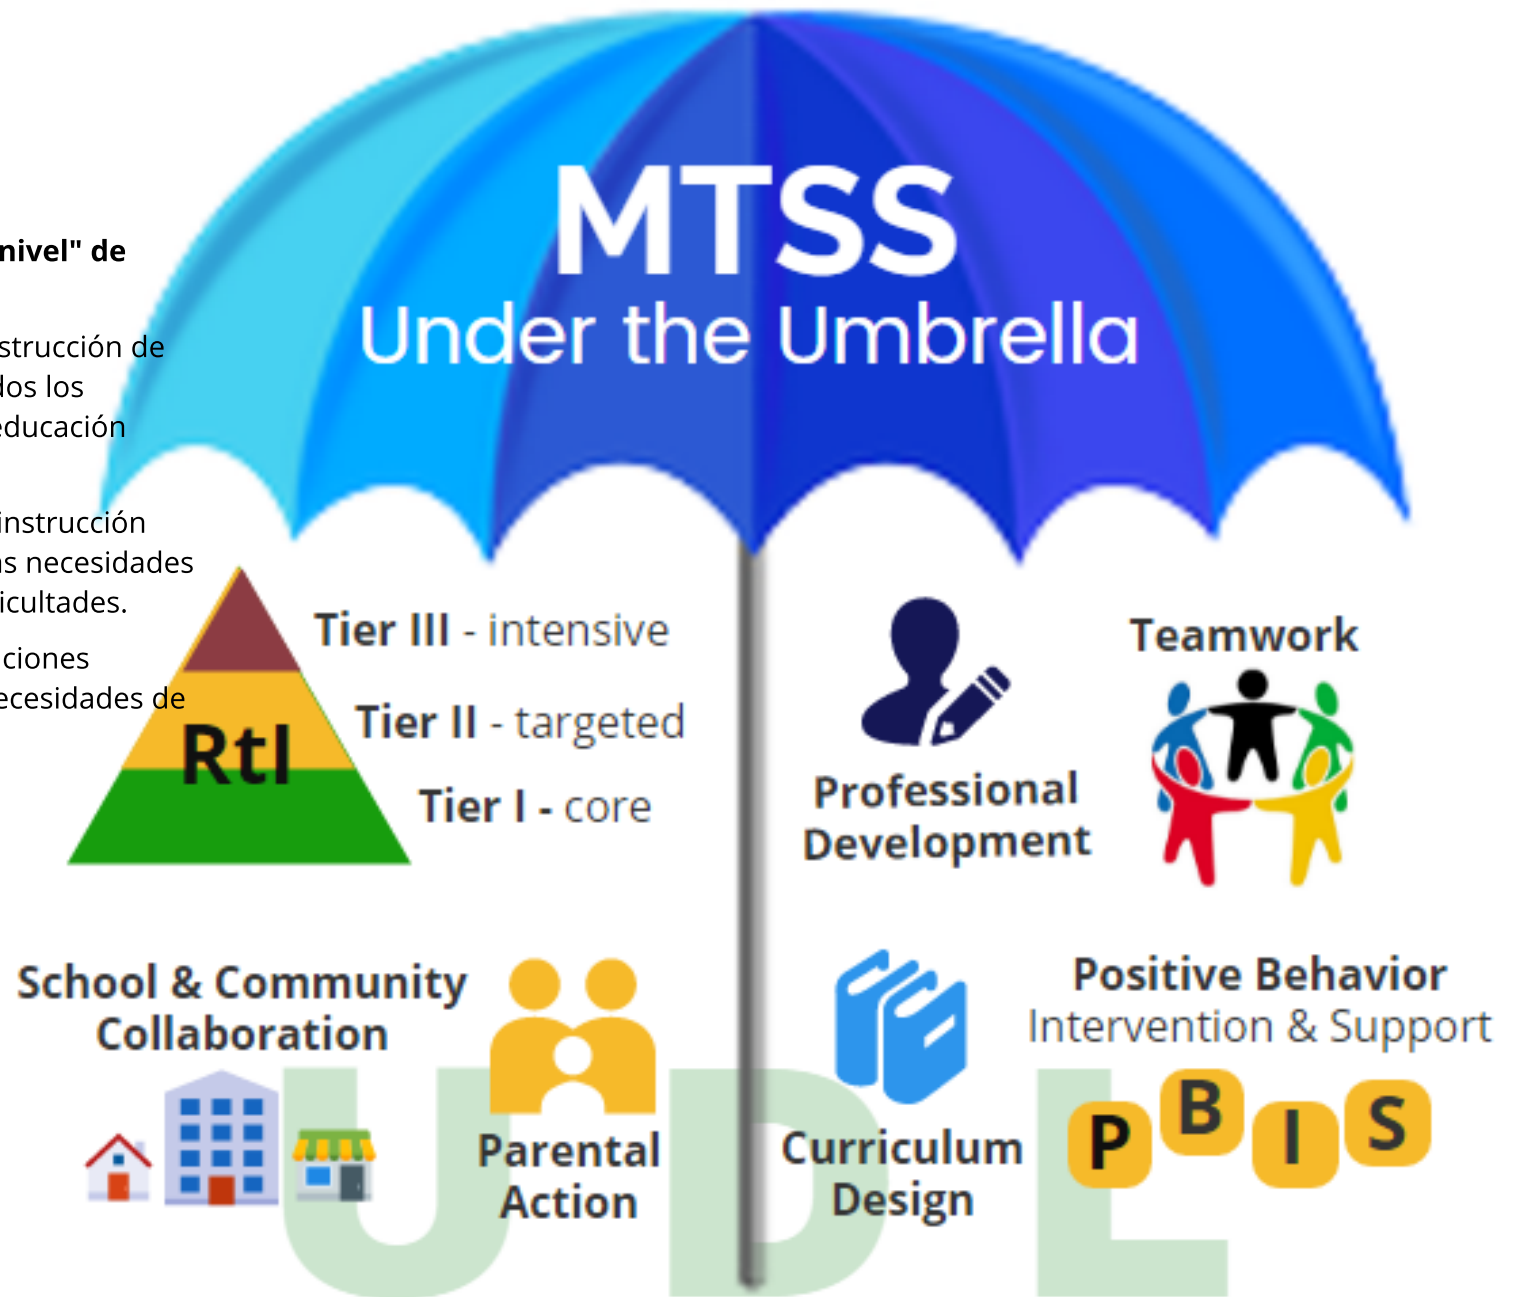 MTSS
Under the Umbrella
nivel" de
strucción de
dos los
educación
instrucción
as necesidades
icultades.
ciones
ecesidades de
Tier III - intensive
Tier II - targeted
Tier I - core
RtI
Professional
Development
Teamwork
School & Community
Collaboration
Parental
Action
Curriculum
Design
Positive Behavior
Intervention & Support
P B I S
U D L